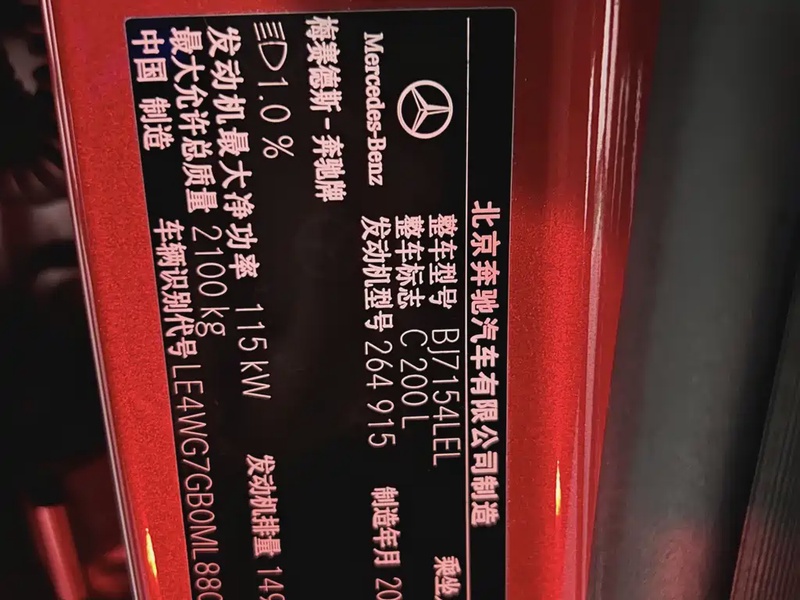 北京奔驰汽车有限公司制造
Mercedes-Benz
梅赛德斯-奔驰牌
整车型号 BJ7154LEL 乘坐
整车标志 C 200 L
发动机型号 264 915 制造年月 20
1.0 %
发动机最大净功率 115 kW 发动机排量 149
最大允许总质量 2100 kg
中国 制造 车辆识别代号 LE4WG7GB0ML880